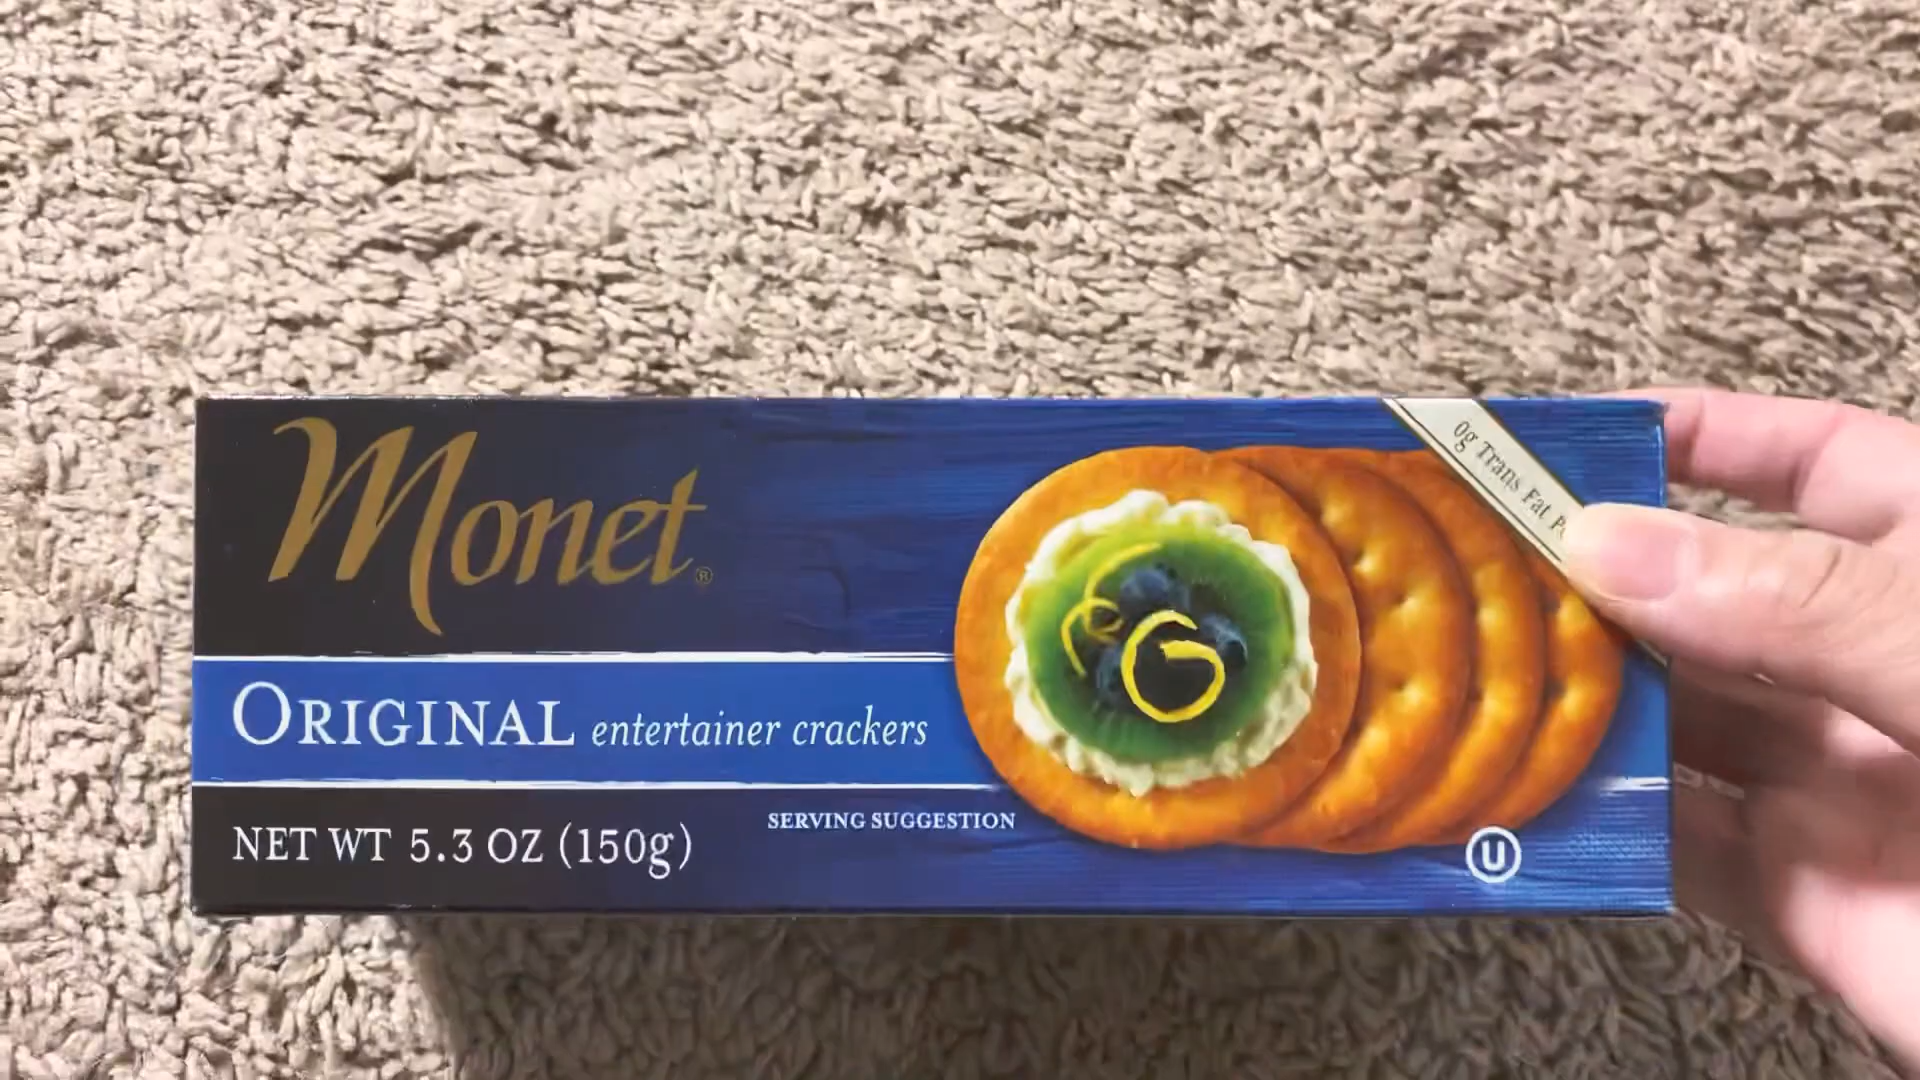 Monet®
ORIGINAL entertainer crackers
NET WT 5.3 OZ (150g)
SERVING SUGGESTION
0g Trans Fat
U